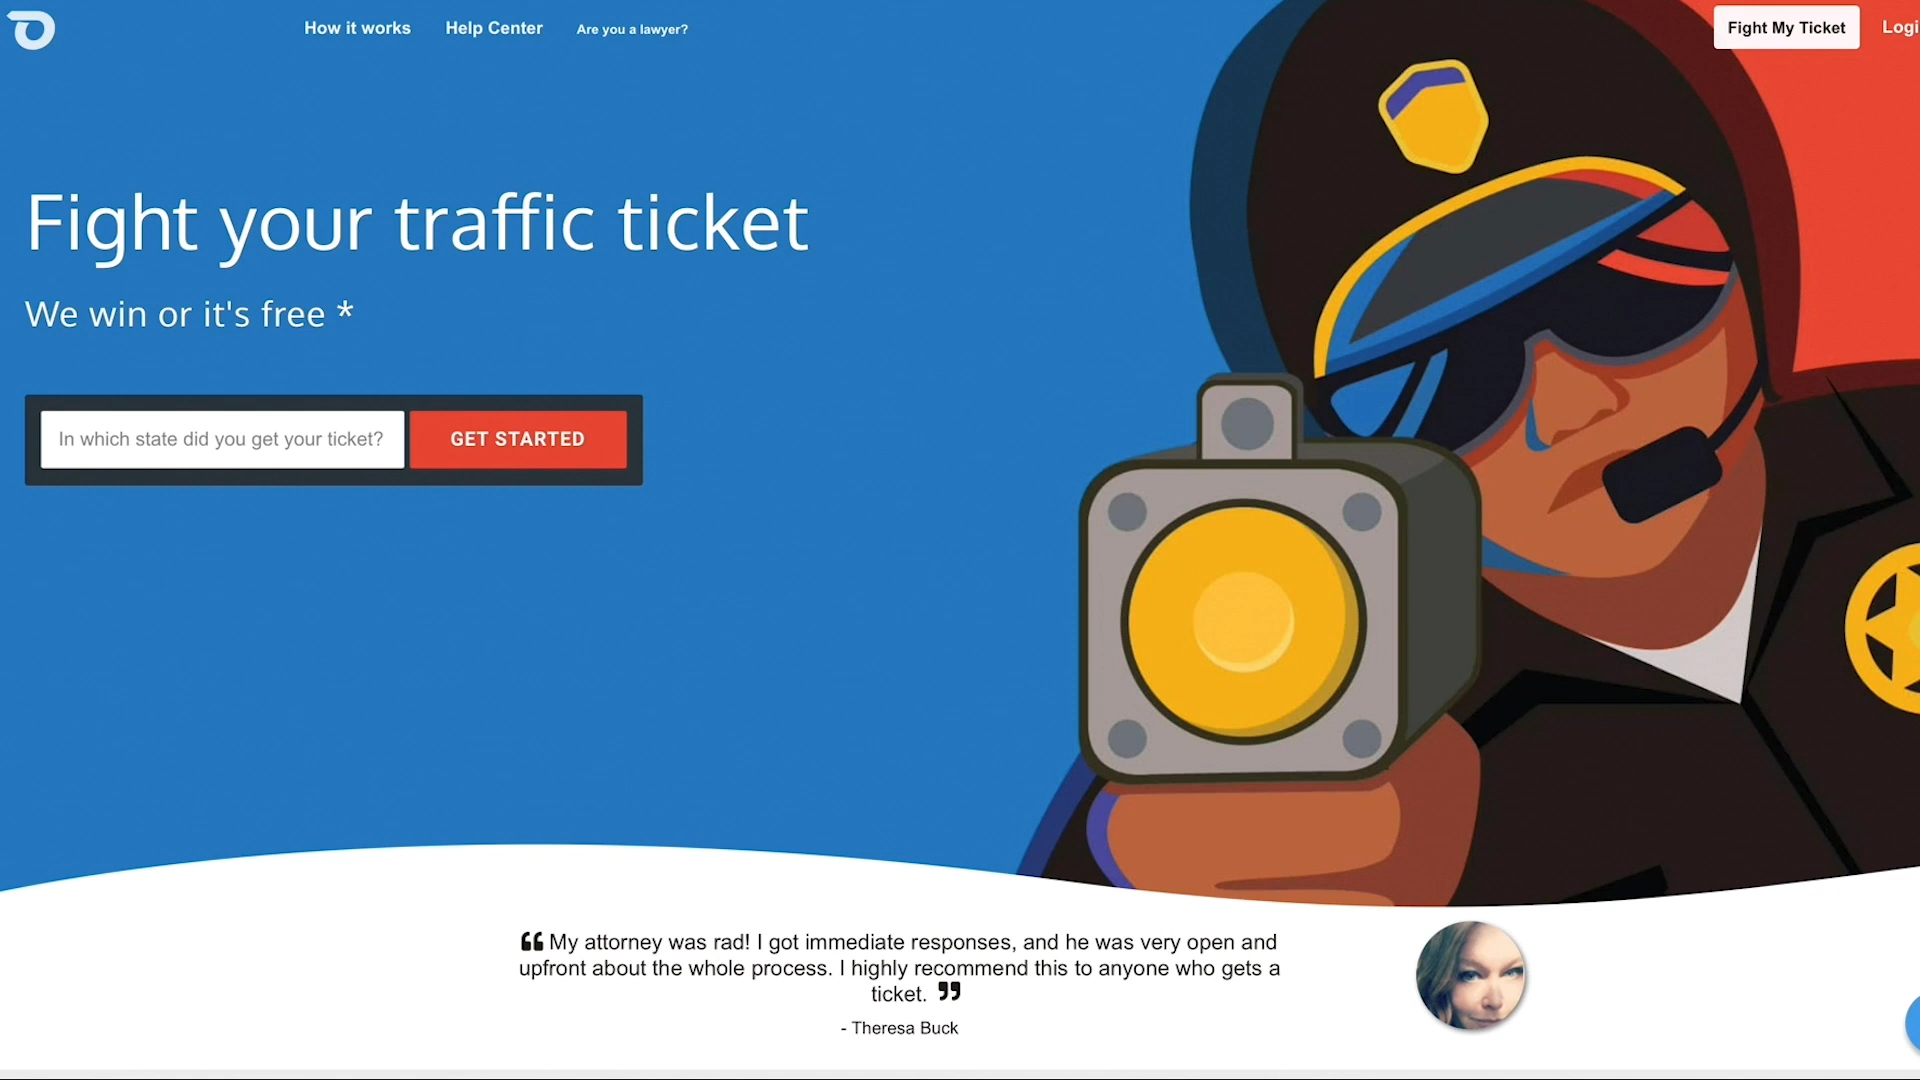 How it works
Help Center
Are you a lawyer?
Fight My Ticket
Logi
Fight your traffic ticket
We win or it's free *
In which state did you get your ticket?
GET STARTED
❝ My attorney was rad! I got immediate responses, and he was very open and
upfront about the whole process. I highly recommend this to anyone who gets a
ticket. ❞
- Theresa Buck